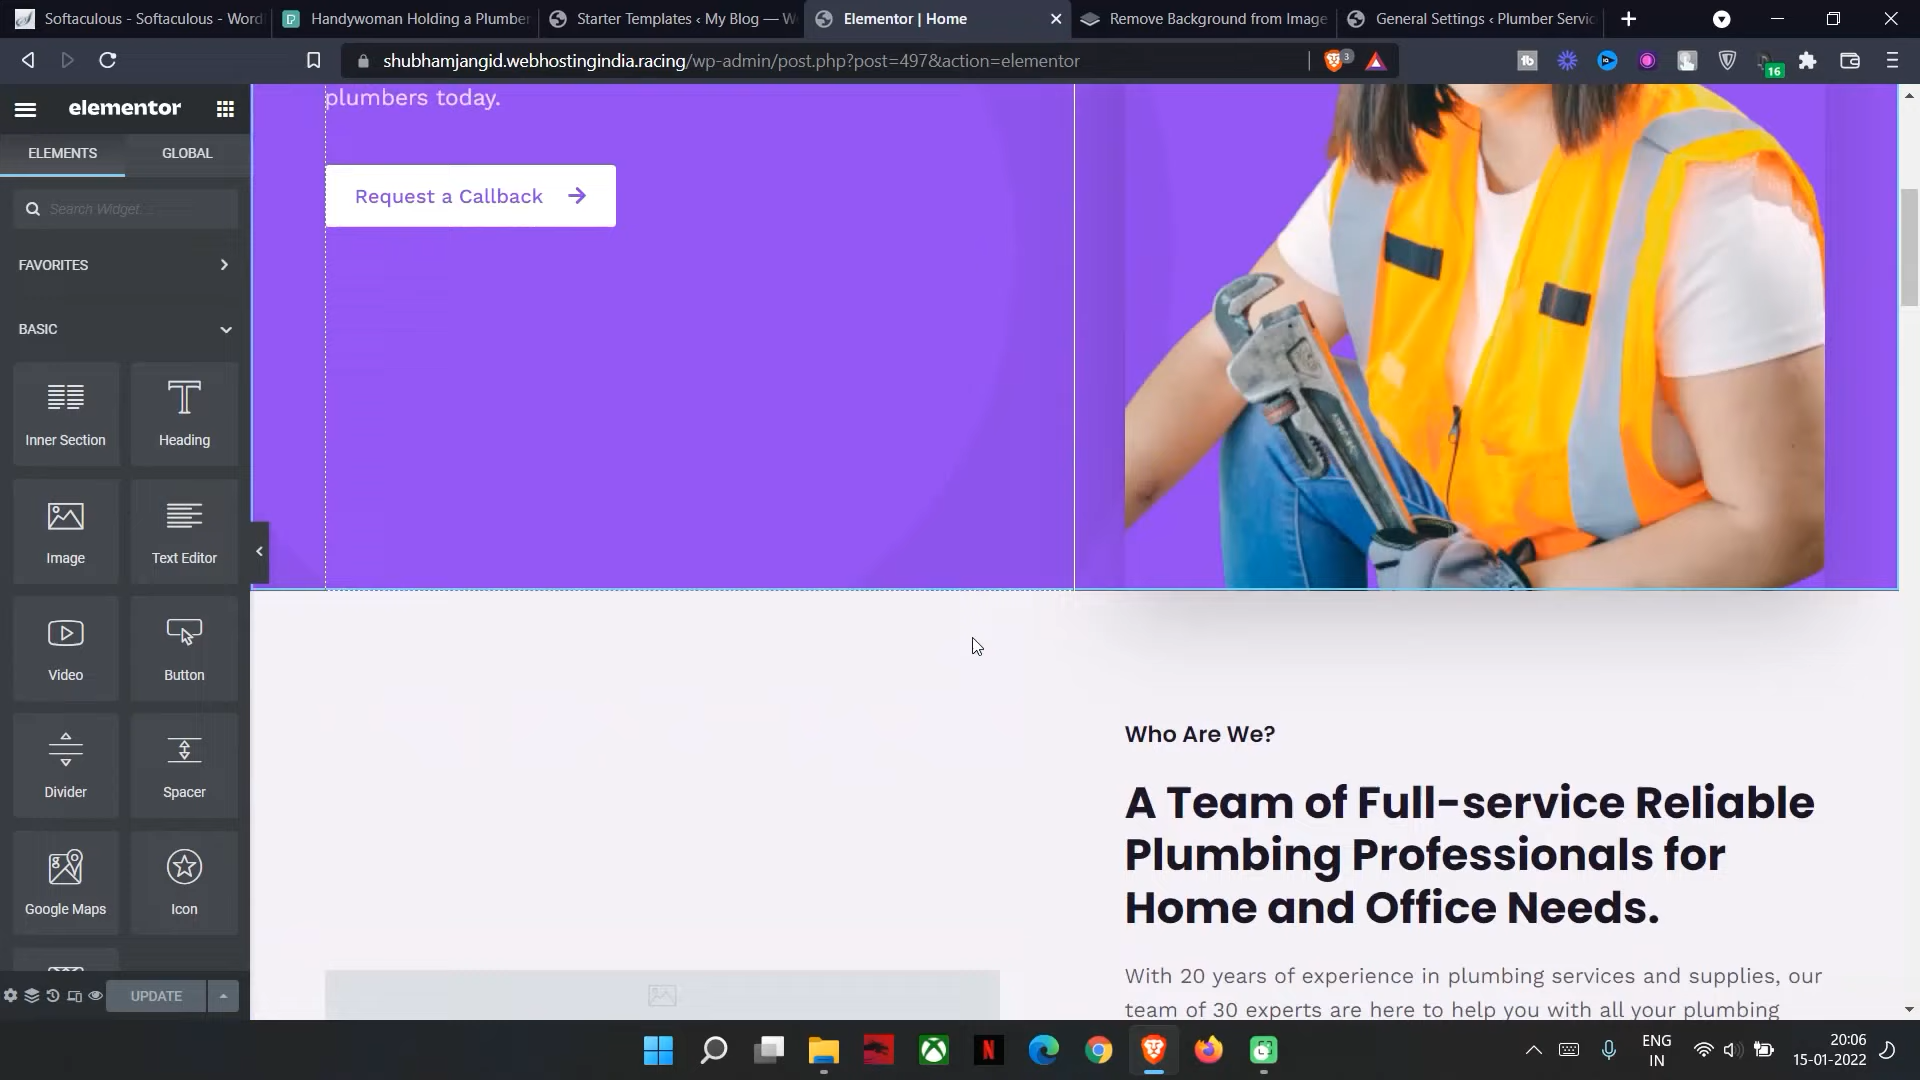 Softaculous - Softaculous - Word
Handywoman Holding a Plumber
Starter Templates ‹ My Blog — W
Elementor | Home
Remove Background from Image
General Settings ‹ Plumber Servic
shubhamjangid.webhostingindia.racing/wp-admin/post.php?post=497&action=elementor
3
16
elementor
ELEMENTS
GLOBAL
Search Widget...
FAVORITES
BASIC
Inner Section
Heading
Image
Text Editor
Video
Button
Divider
Spacer
Google Maps
Icon
UPDATE
plumbers today.
Request a Callback
Who Are We?
A Team of Full-service Reliable
Plumbing Professionals for
Home and Office Needs.
With 20 years of experience in plumbing services and supplies, our
team of 30 experts are here to help you with all your plumbing
ENG
IN
20:06
15-01-2022